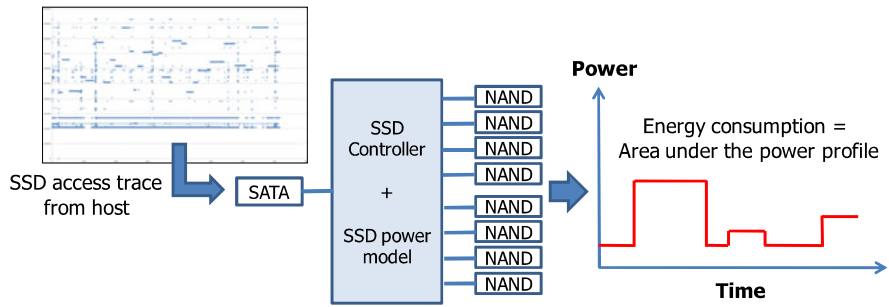 SSD access trace
from host
SATA
SSD
Controller
+
SSD power
model
NAND
NAND
NAND
NAND
NAND
NAND
NAND
NAND
Power
Energy consumption =
Area under the power profile
Time